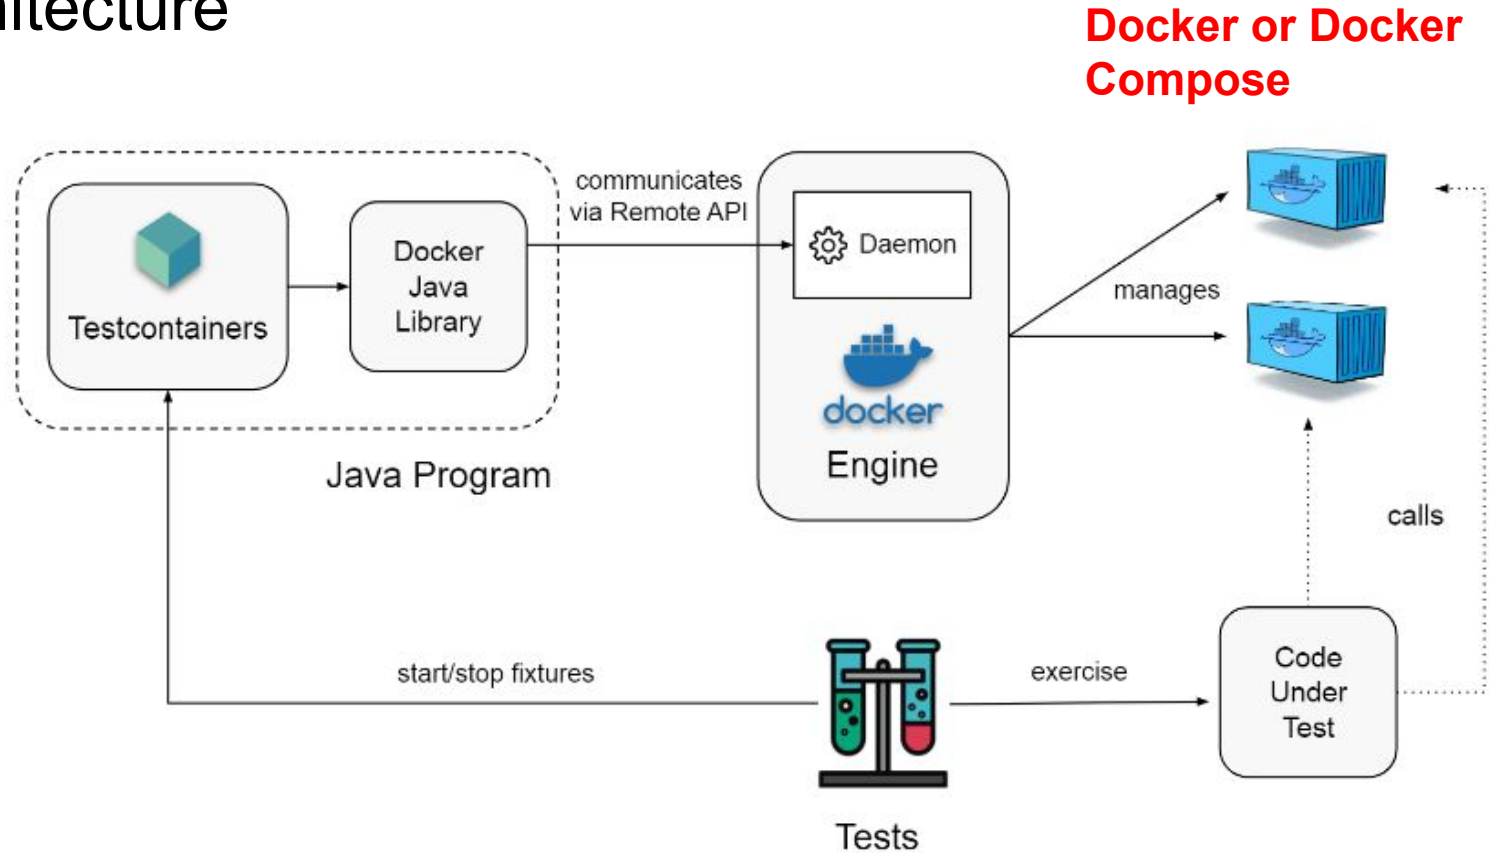 hitecture
Docker or Docker
Compose
communicates
via Remote API
Testcontainers
Docker
Java
Library
Daemon
docker
Engine
manages
Java Program
calls
start/stop fixtures
exercise
Code
Under
Test
Tests